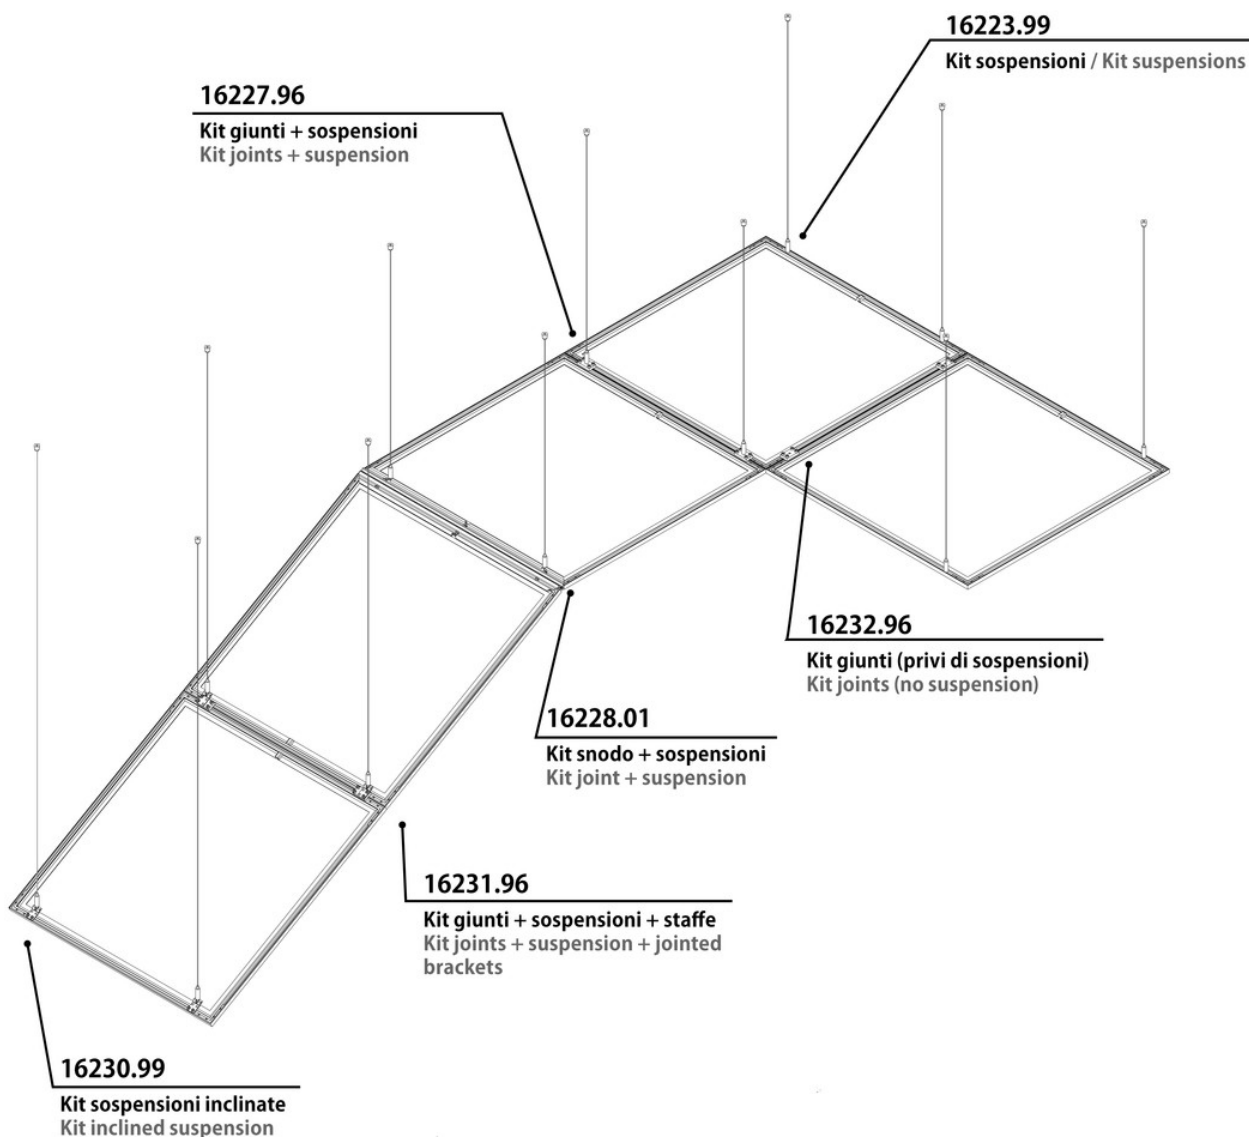 16223.99
Kit sospensioni / Kit suspensions
16227.96
Kit giunti + sospensioni
Kit joints + suspension
16232.96
Kit giunti (privi di sospensioni)
Kit joints (no suspension)
16228.01
Kit snodo + sospensioni
Kit joint + suspension
16231.96
Kit giunti + sospensioni + staffe
Kit joints + suspension + jointed
brackets
16230.99
Kit sospensioni inclinate
Kit inclined suspension